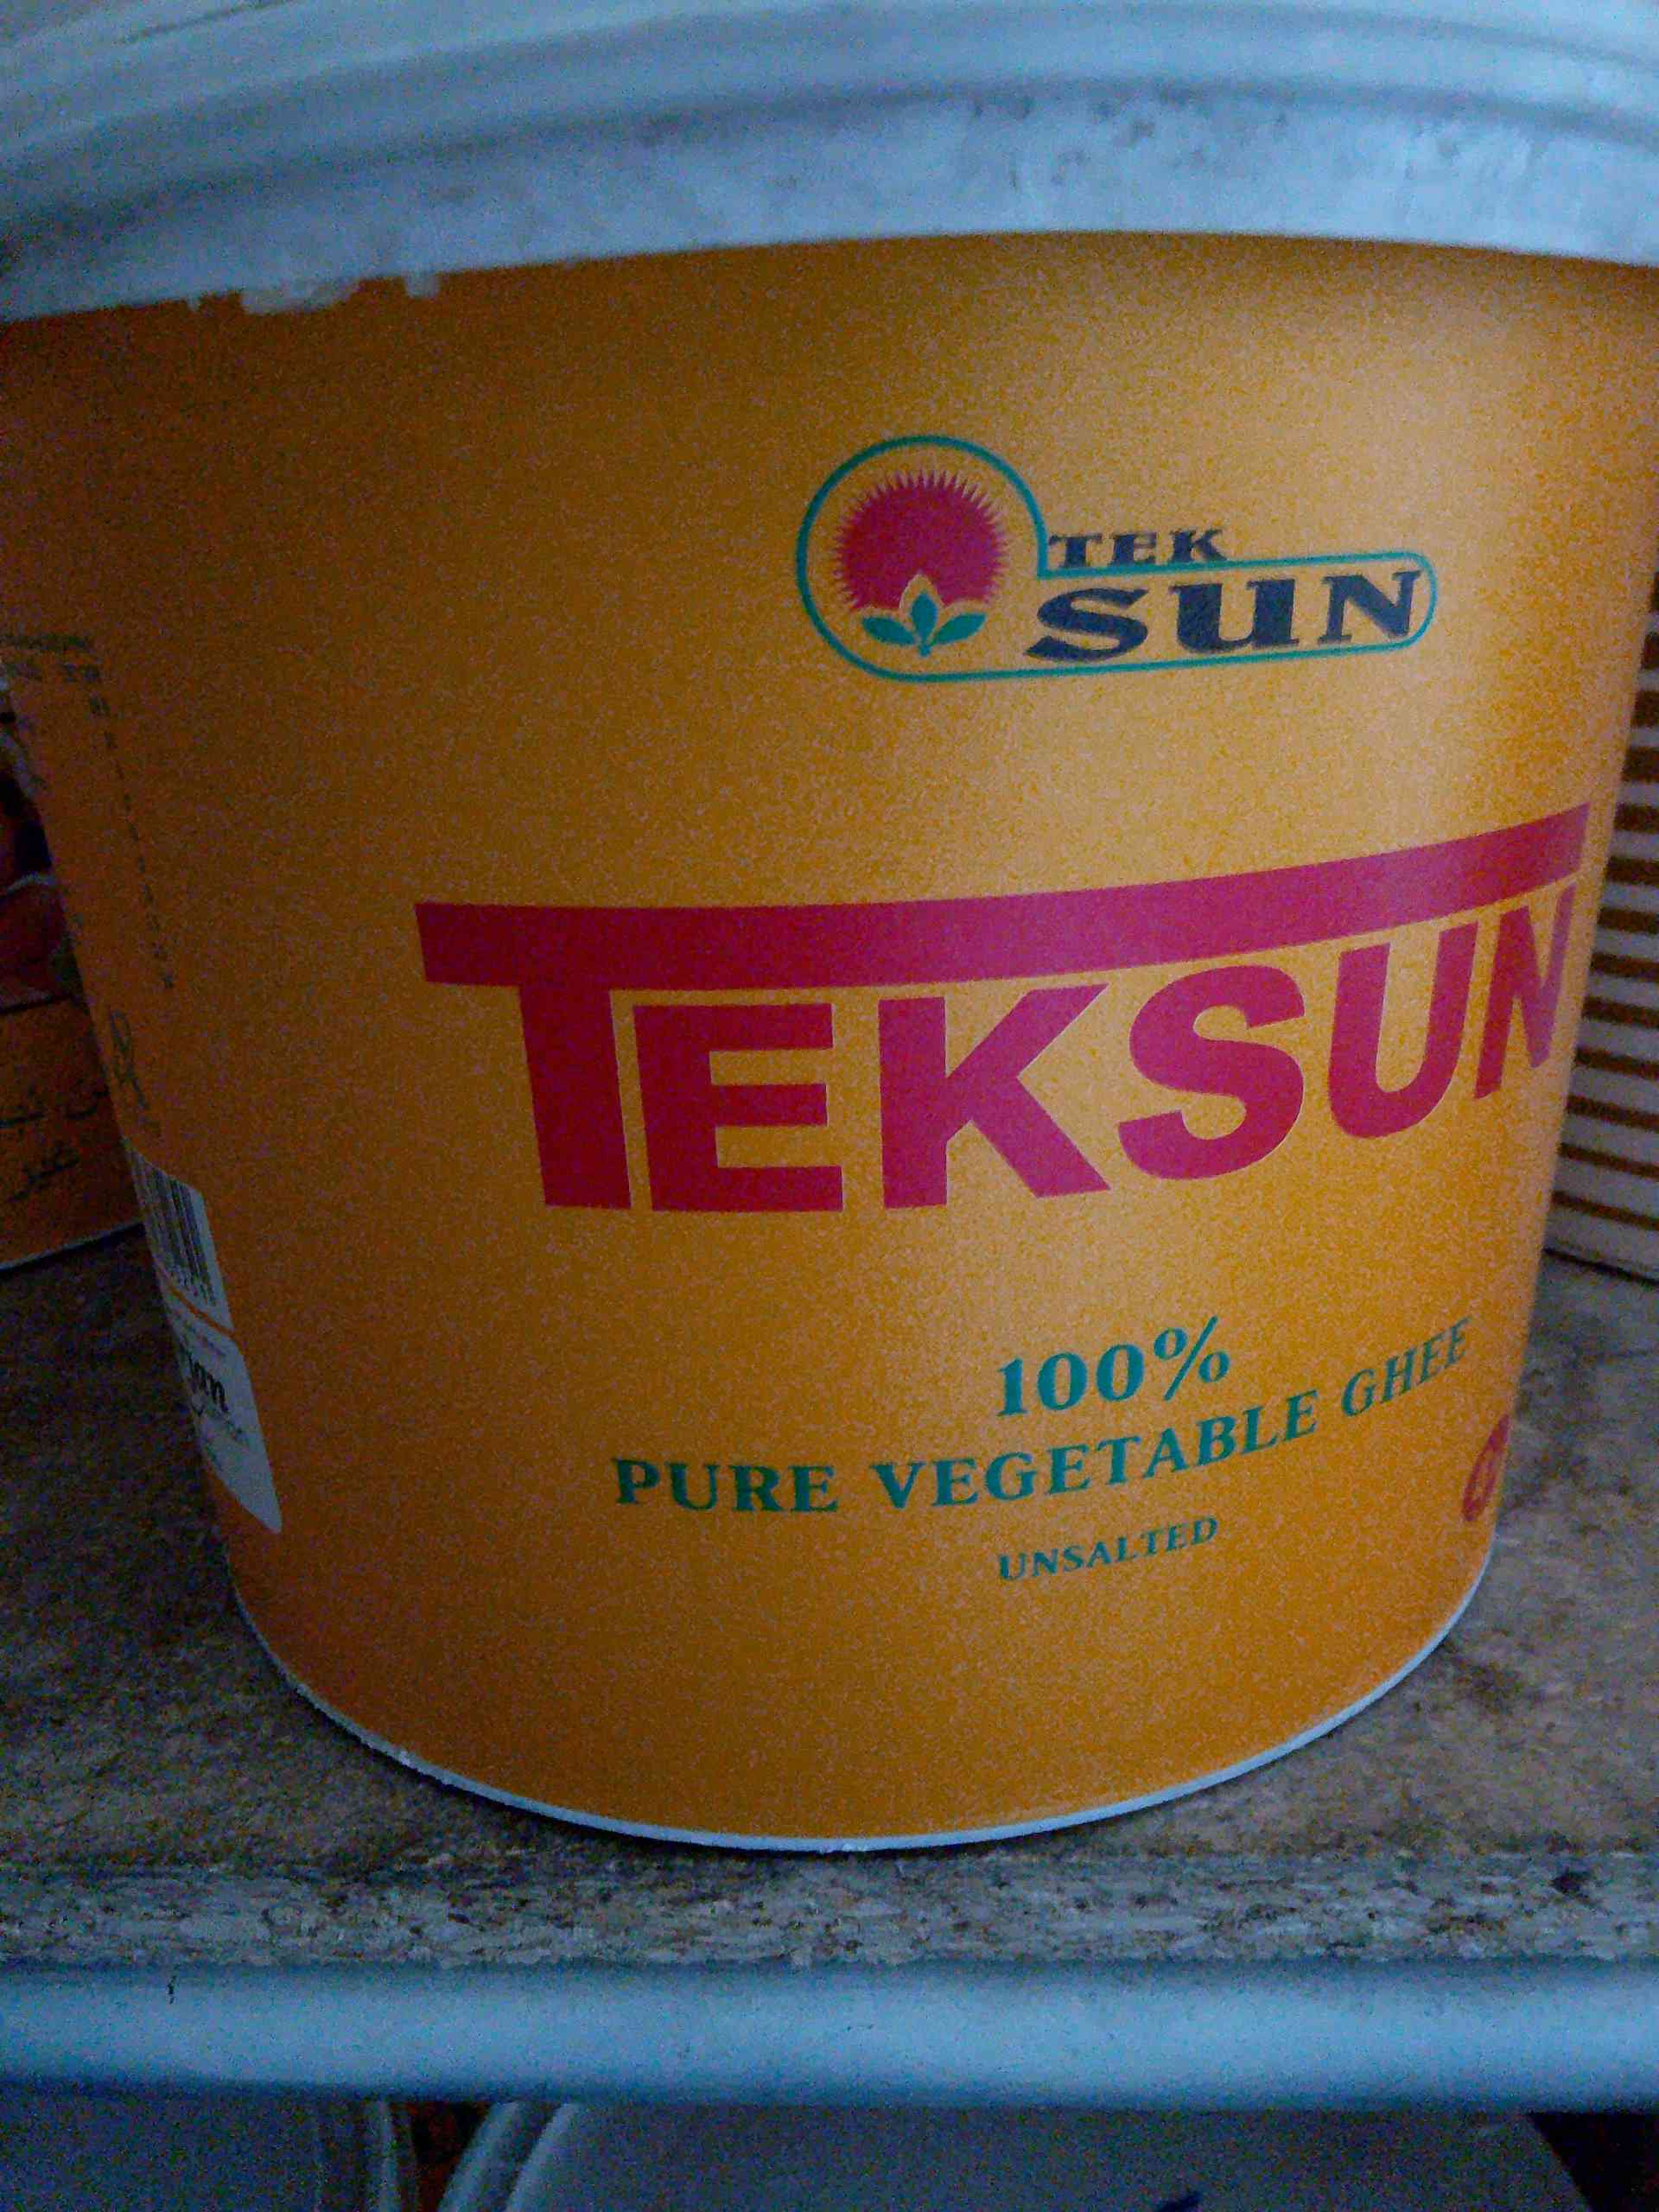 TEK
SUN
TEKSUN
100%
PURE VEGETABLE GHEE
UNSALTED